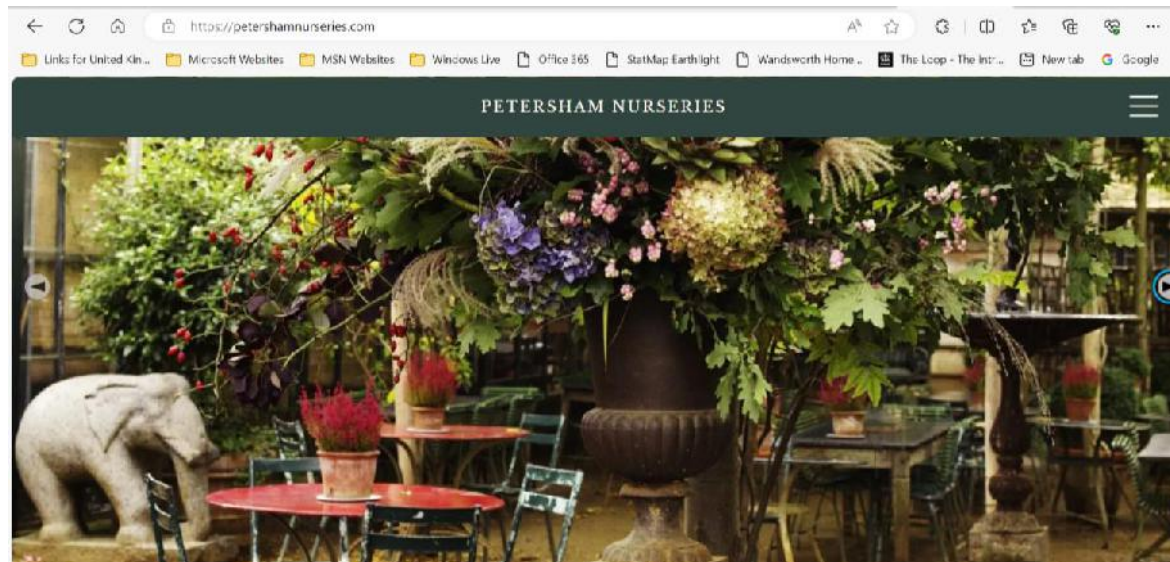 https://petershamnurseries.com
Links for United Kin... Microsoft Websites MSN Websites Windows Live Office 365 StatMap Earthlight Wandsworth Home ... The Loop - The Intr... New tab Google
PETERSHAM NURSERIES